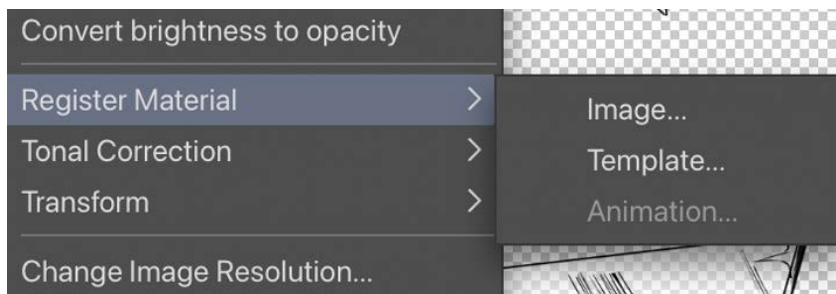 Convert brightness to opacity
Register Material
Image...
Template...
Animation...
Tonal Correction
Transform
Change Image Resolution...